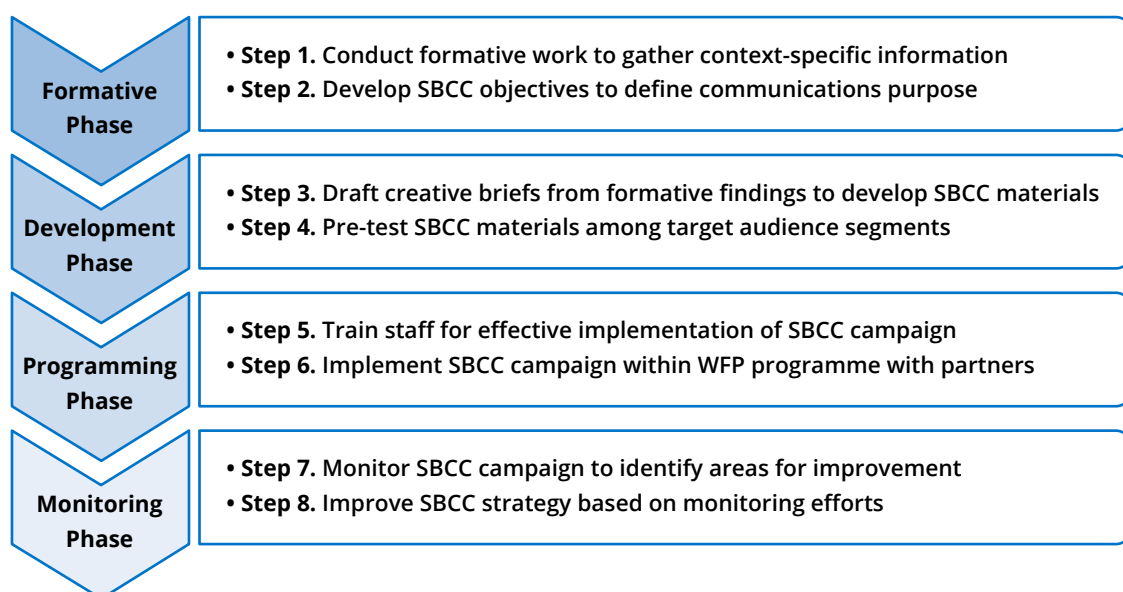 Formative
Phase
• Step 1. Conduct formative work to gather context-specific information
• Step 2. Develop SBCC objectives to define communications purpose
Development
Phase
• Step 3. Draft creative briefs from formative findings to develop SBCC materials
• Step 4. Pre-test SBCC materials among target audience segments
Programming
Phase
• Step 5. Train staff for effective implementation of SBCC campaign
• Step 6. Implement SBCC campaign within WFP programme with partners
Monitoring
Phase
• Step 7. Monitor SBCC campaign to identify areas for improvement
• Step 8. Improve SBCC strategy based on monitoring efforts